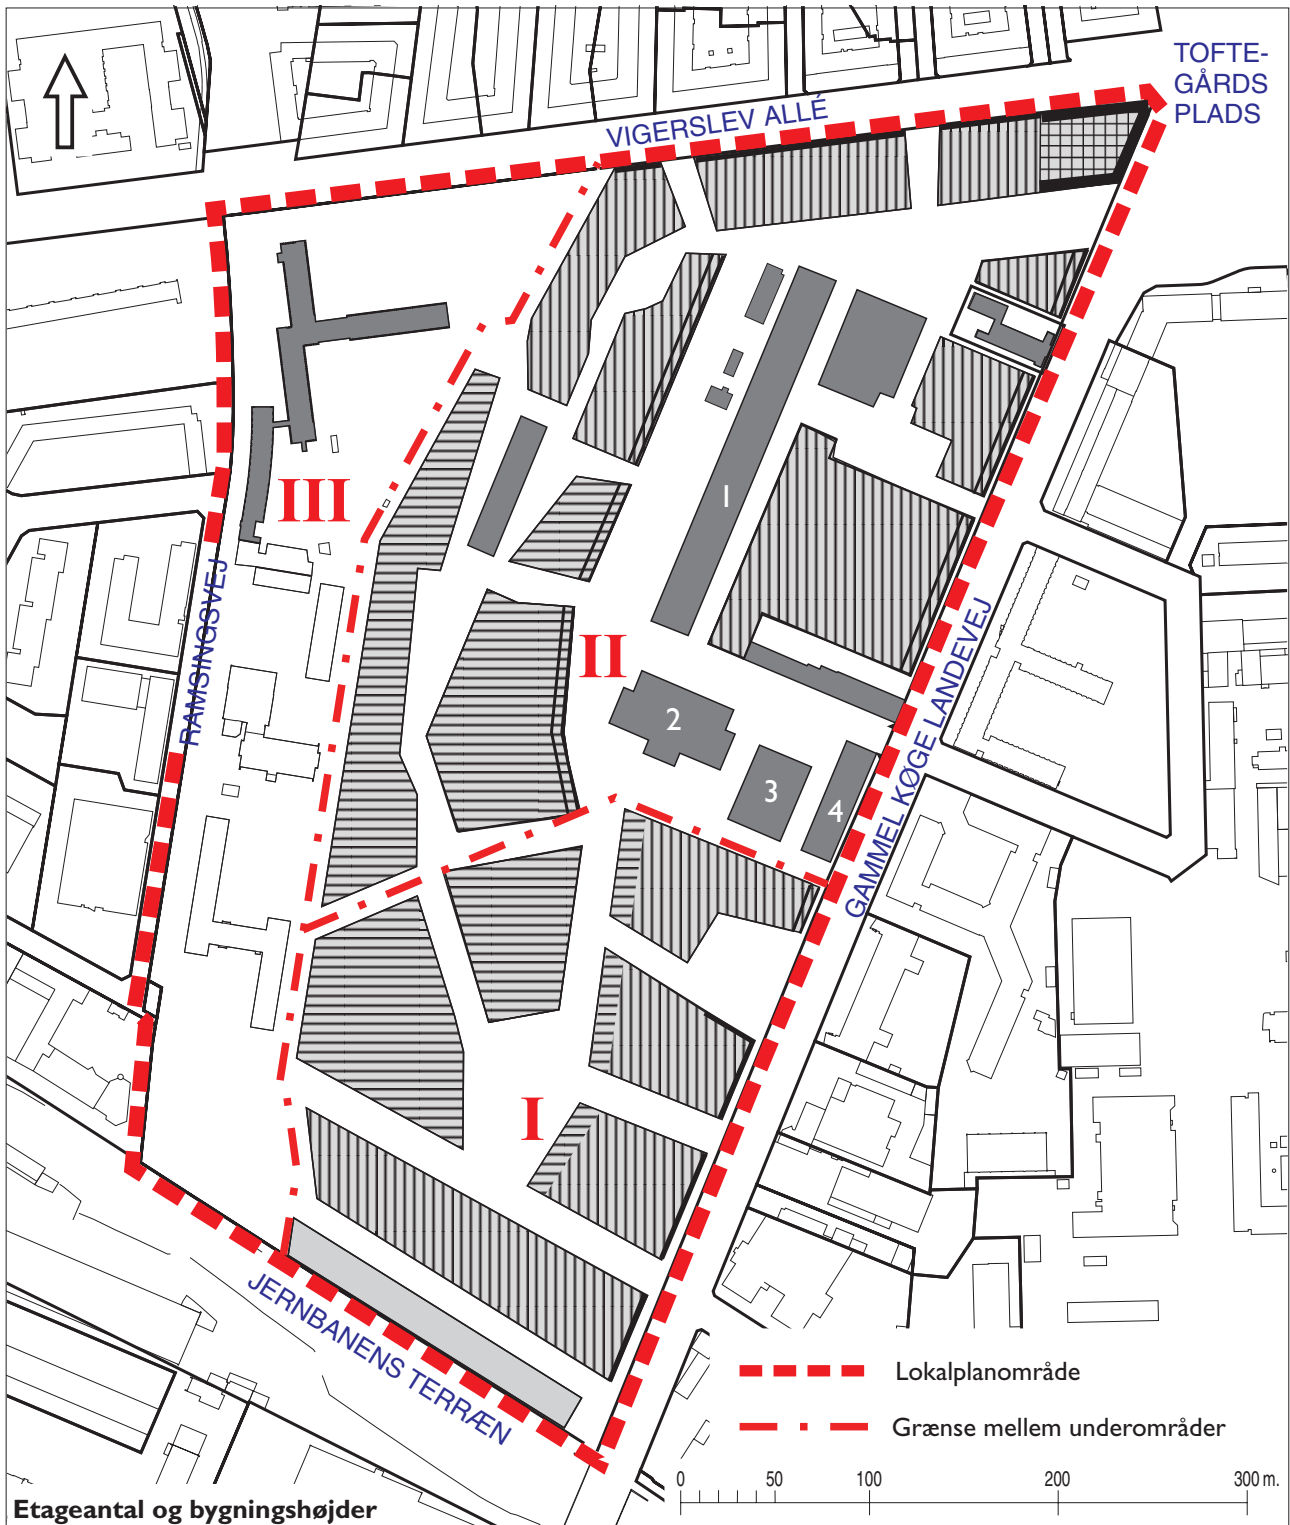 TOFTE-
GÅRDS
PLADS
VIGERSLEV ALLÉ
III
1
RAMSINGSVEJ
II
2
3
4
GAMMEL KØGE LANDEVEJ
I
JERNBANENS TERRÆN
Lokalplanområde
Grænse mellem underområder
0 50 100 200 300 m.
Etageantal og bygningshøjder